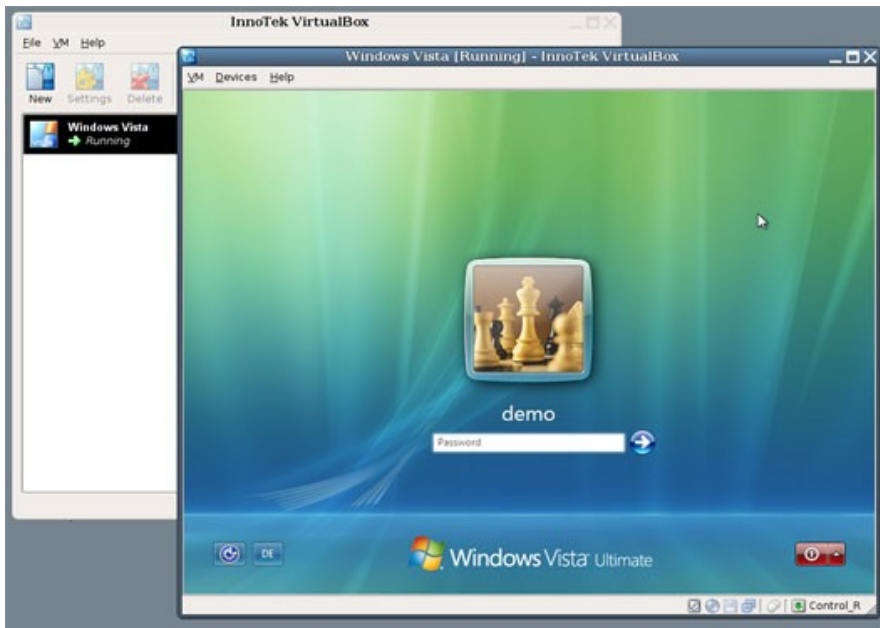 InnoTek VirtualBox
File VM Help
New Settings Delete
Windows Vista
Running
Windows Vista [Running] - InnoTek VirtualBox
VM Devices Help
demo
Password
DE
Windows Vista Ultimate
Control_R